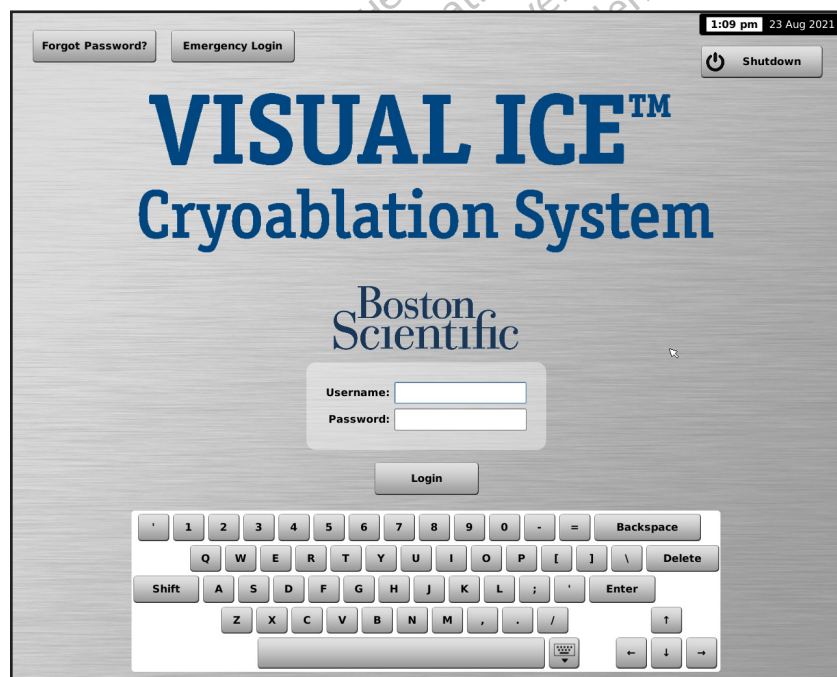 Forgot Password?
Emergency Login
1:09 pm 23 Aug 2021
Shutdown
VISUAL ICE™
Cryoablation System
Boston
Scientific
Username:
Password:
Login
' 1 2 3 4 5 6 7 8 9 0 - = Backspace
Q W E R T Y U I O P [ ] \ Delete
Shift A S D F G H J K L ; ' Enter
Z X C V B N M , . / ↑
← ↓ →